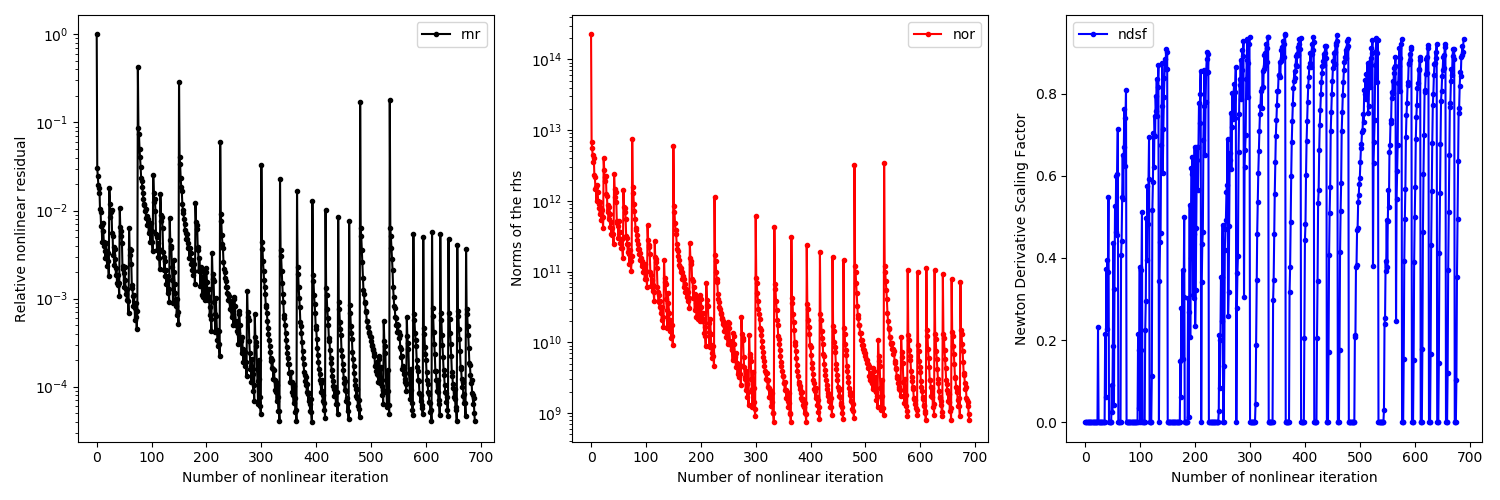 Relative nonlinear residual
10⁰
10⁻¹
10⁻²
10⁻³
10⁻⁴
0 100 200 300 400 500 600 700
Number of nonlinear iteration
rnr
Norms of the rhs
10¹⁴
10¹³
10¹²
10¹¹
10¹⁰
10⁹
0 100 200 300 400 500 600 700
Number of nonlinear iteration
nor
Newton Derivative Scaling Factor
0.8
0.6
0.4
0.2
0.0
0 100 200 300 400 500 600 700
Number of nonlinear iteration
ndsf